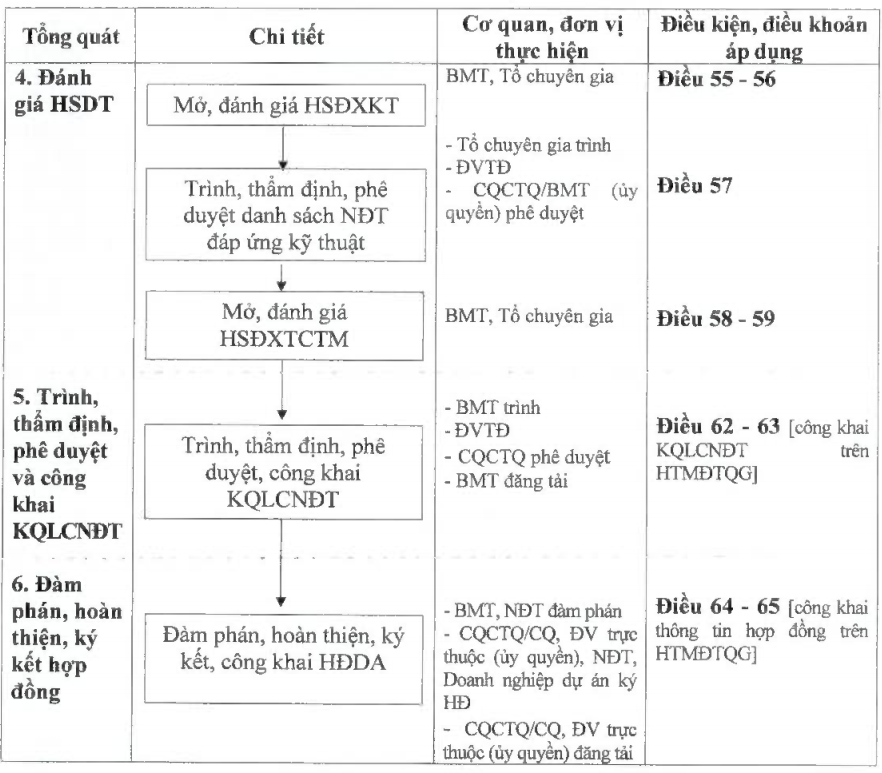 Tổng quát
Chi tiết
Cơ quan, đơn vị
thực hiện
Điều kiện, điều khoản
áp dụng
4. Đánh
giá HSDT
Mở, đánh giá HSĐXKT
BMT, Tổ chuyên gia
Điều 55 - 56
Trình, thẩm định, phê
duyệt danh sách NĐT
đáp ứng kỹ thuật
- Tổ chuyên gia trình
- ĐVTĐ
- CQCTQ/BMT (ủy
quyền) phê duyệt
Điều 57
Mở, đánh giá
HSĐXTCTM
BMT, Tổ chuyên gia
Điều 58 - 59
5. Trình,
thẩm định,
phê duyệt
và công
khai
KQLCNĐT
Trình, thẩm định, phê
duyệt, công khai
KQLCNĐT
- BMT trình
- ĐVTĐ
- CQCTQ phê duyệt
- BMT đăng tải
Điều 62 - 63 [công khai
KQLCNĐT trên
HTMĐTQG]
6. Đàm
phán, hoàn
thiện, ký
kết hợp
đồng
Đàm phán, hoàn thiện, ký
kết, công khai HĐDA
- BMT, NĐT đàm phán
- CQCTQ/CQ, ĐV trực
thuộc (ủy quyền), NĐT,
Doanh nghiệp dự án ký
HĐ
- CQCTQ/CQ, ĐV trực
thuộc (ủy quyền) đăng tải
Điều 64 - 65 [công khai
thông tin hợp đồng trên
HTMĐTQG]